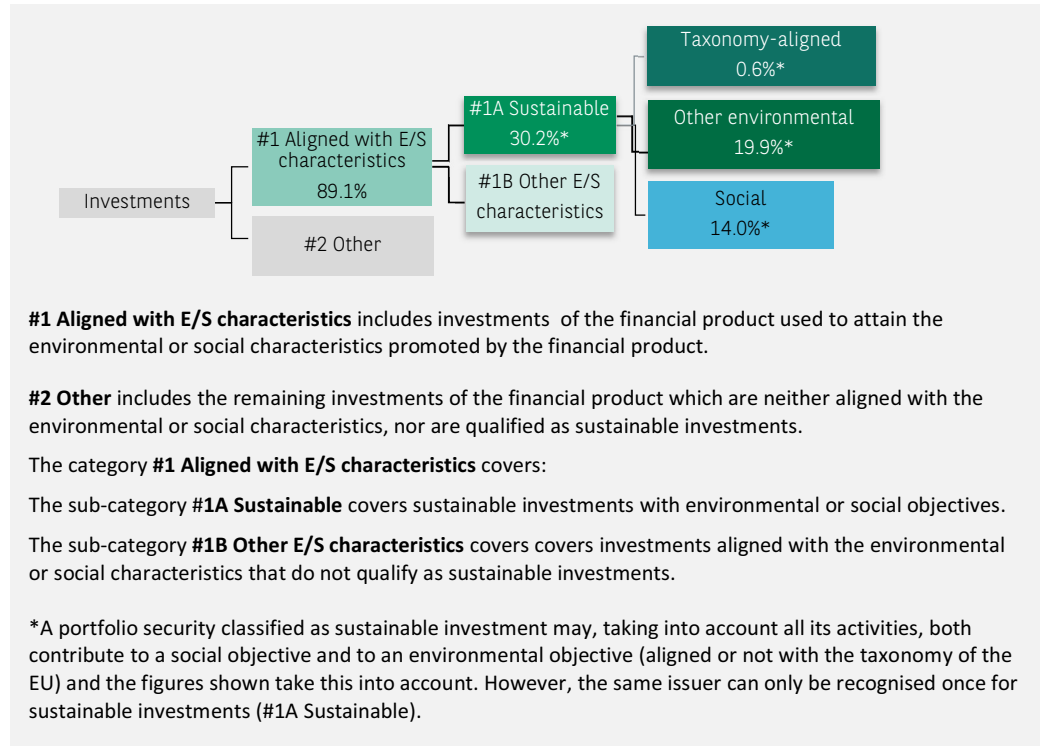 Taxonomy-aligned
0.6%*
#1A Sustainable
30.2%*
Other environmental
19.9%*
#1 Aligned with E/S
characteristics
89.1%
#1B Other E/S
characteristics
Investments
Social
14.0%*
#2 Other
#1 Aligned with E/S characteristics includes investments of the financial product used to attain the
environmental or social characteristics promoted by the financial product.
#2 Other includes the remaining investments of the financial product which are neither aligned with the
environmental or social characteristics, nor are qualified as sustainable investments.
The category #1 Aligned with E/S characteristics covers:
The sub-category #1A Sustainable covers sustainable investments with environmental or social objectives.
The sub-category #1B Other E/S characteristics covers covers investments aligned with the environmental
or social characteristics that do not qualify as sustainable investments.
*A portfolio security classified as sustainable investment may, taking into account all its activities, both
contribute to a social objective and to an environmental objective (aligned or not with the taxonomy of the
EU) and the figures shown take this into account. However, the same issuer can only be recognised once for
sustainable investments (#1A Sustainable).